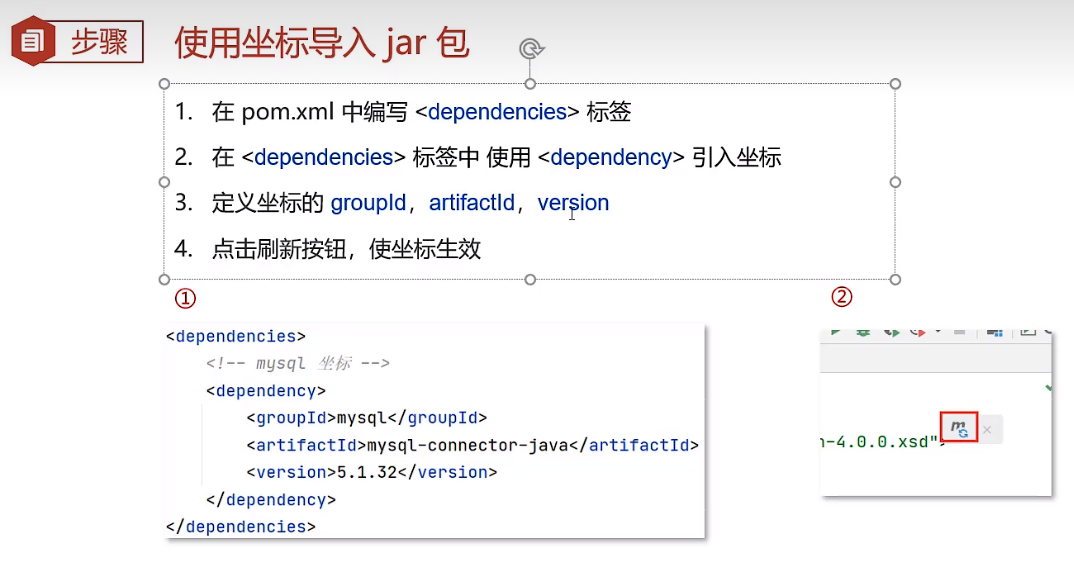 步骤
使用坐标导入 jar 包
1. 在 pom.xml 中编写 <dependencies> 标签
2. 在 <dependencies> 标签中 使用 <dependency> 引入坐标
3. 定义坐标的 groupId，artifactId，version
4. 点击刷新按钮，使坐标生效
①
②
<dependencies>
<!-- mysql 坐标 -->
<dependency>
<groupId>mysql</groupId>
<artifactId>mysql-connector-java</artifactId>
<version>5.1.32</version>
</dependency>
</dependencies>
m
-4.0.0.xsd">